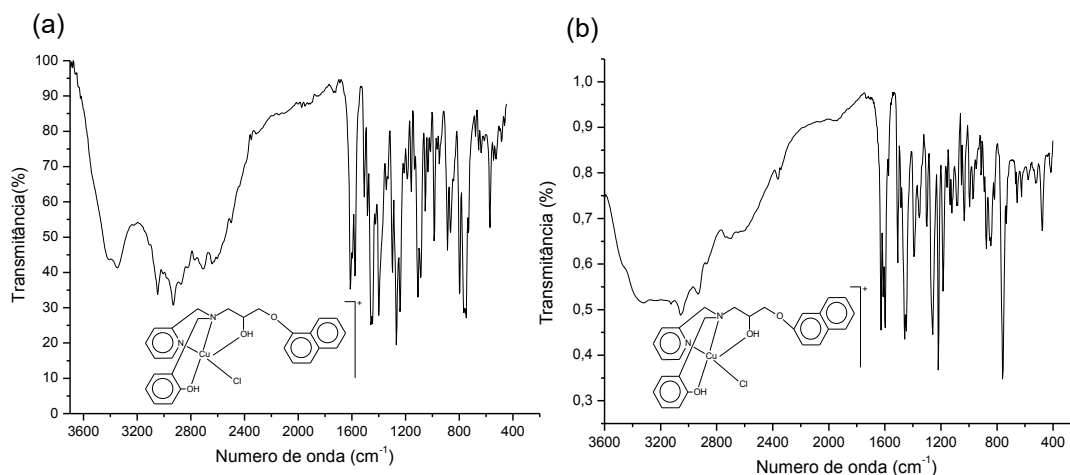 (a)
100
90
80
70
60
50
40
30
20
10
0
Transmitância(%)
3600 3200 2800 2400 2000 1600 1200 800 400
Numero de onda (cm-1)
N
O
OH
N
Cu
Cl
OH
+
(b)
1,0
0,9
0,8
0,7
0,6
0,5
0,4
0,3
Transmitância (%)
3600 3200 2800 2400 2000 1600 1200 800 400
Numero de onda (cm-1)
N
O
OH
N
Cu
Cl
OH
+